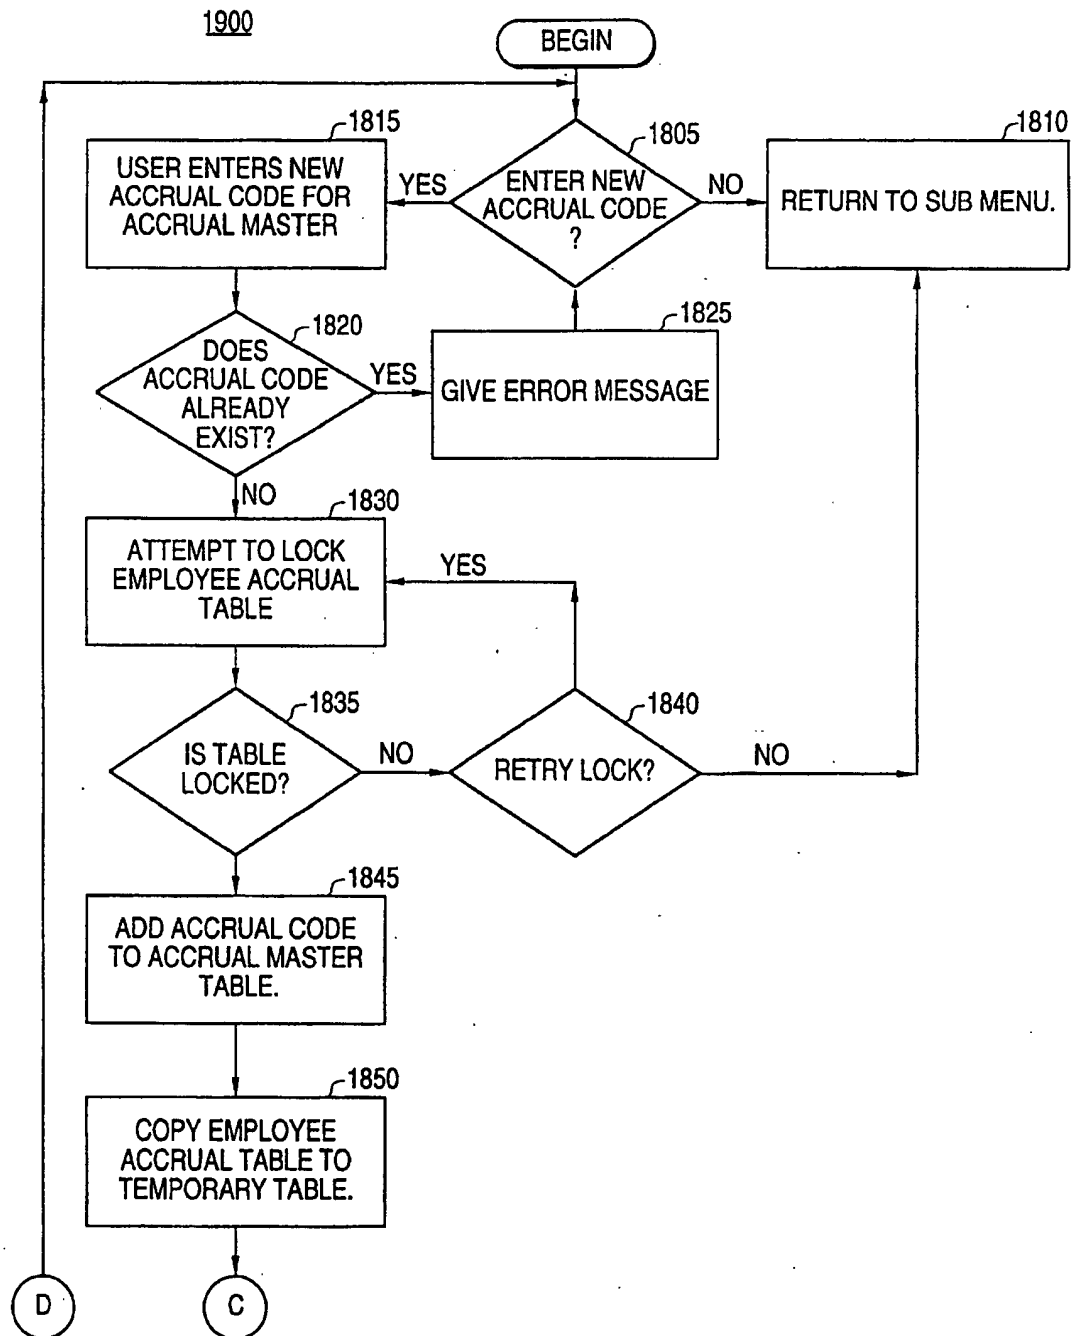 1900
BEGIN
1815
1805
1810
USER ENTERS NEW
ACCRUAL CODE FOR
ACCRUAL MASTER
YES
ENTER NEW
ACCRUAL CODE
?
NO
RETURN TO SUB MENU.
1820
1825
DOES
ACCRUAL CODE
ALREADY
EXIST?
YES
GIVE ERROR MESSAGE
NO
1830
ATTEMPT TO LOCK
EMPLOYEE ACCRUAL
TABLE
YES
1835
1840
IS TABLE
LOCKED?
NO
RETRY LOCK?
NO
1845
ADD ACCRUAL CODE
TO ACCRUAL MASTER
TABLE.
1850
COPY EMPLOYEE
ACCRUAL TABLE TO
TEMPORARY TABLE.
D
C